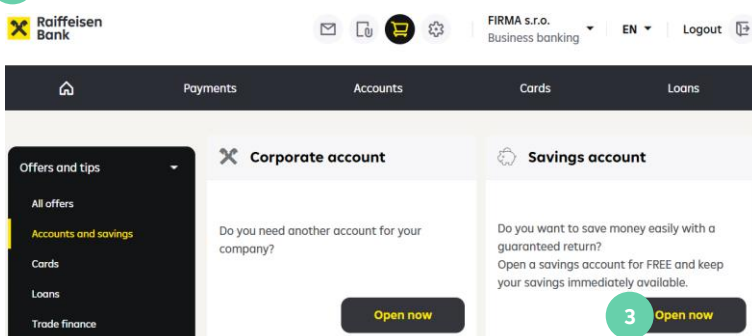 Raiffeisen
Bank
FIRMA s.r.o.
Business banking
EN
Logout
Payments
Accounts
Cards
Loans
Offers and tips
All offers
Accounts and savings
Cards
Loans
Trade finance
Corporate account
Do you need another account for your
company?
Open now
Savings account
Do you want to save money easily with a
guaranteed return?
Open a savings account for FREE and keep
your savings immediately available.
3
Open now